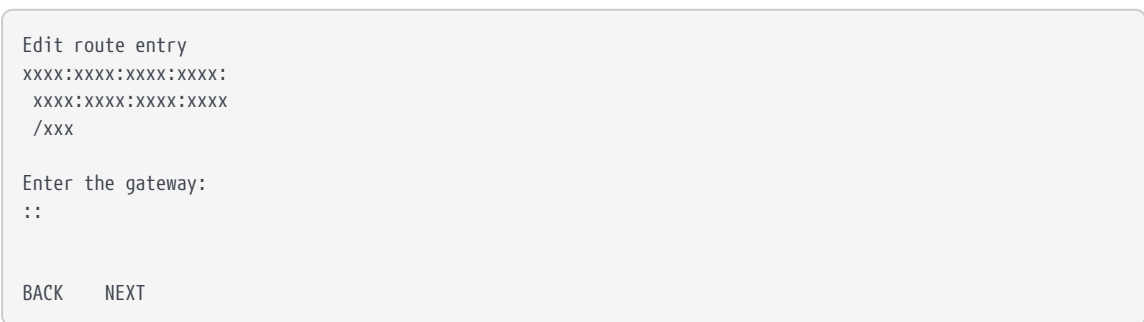 Edit route entry
xxxx:xxxx:xxxx:xxxx:
xxxx:xxxx:xxxx:xxxx
/xxx
Enter the gateway:
::
BACK NEXT